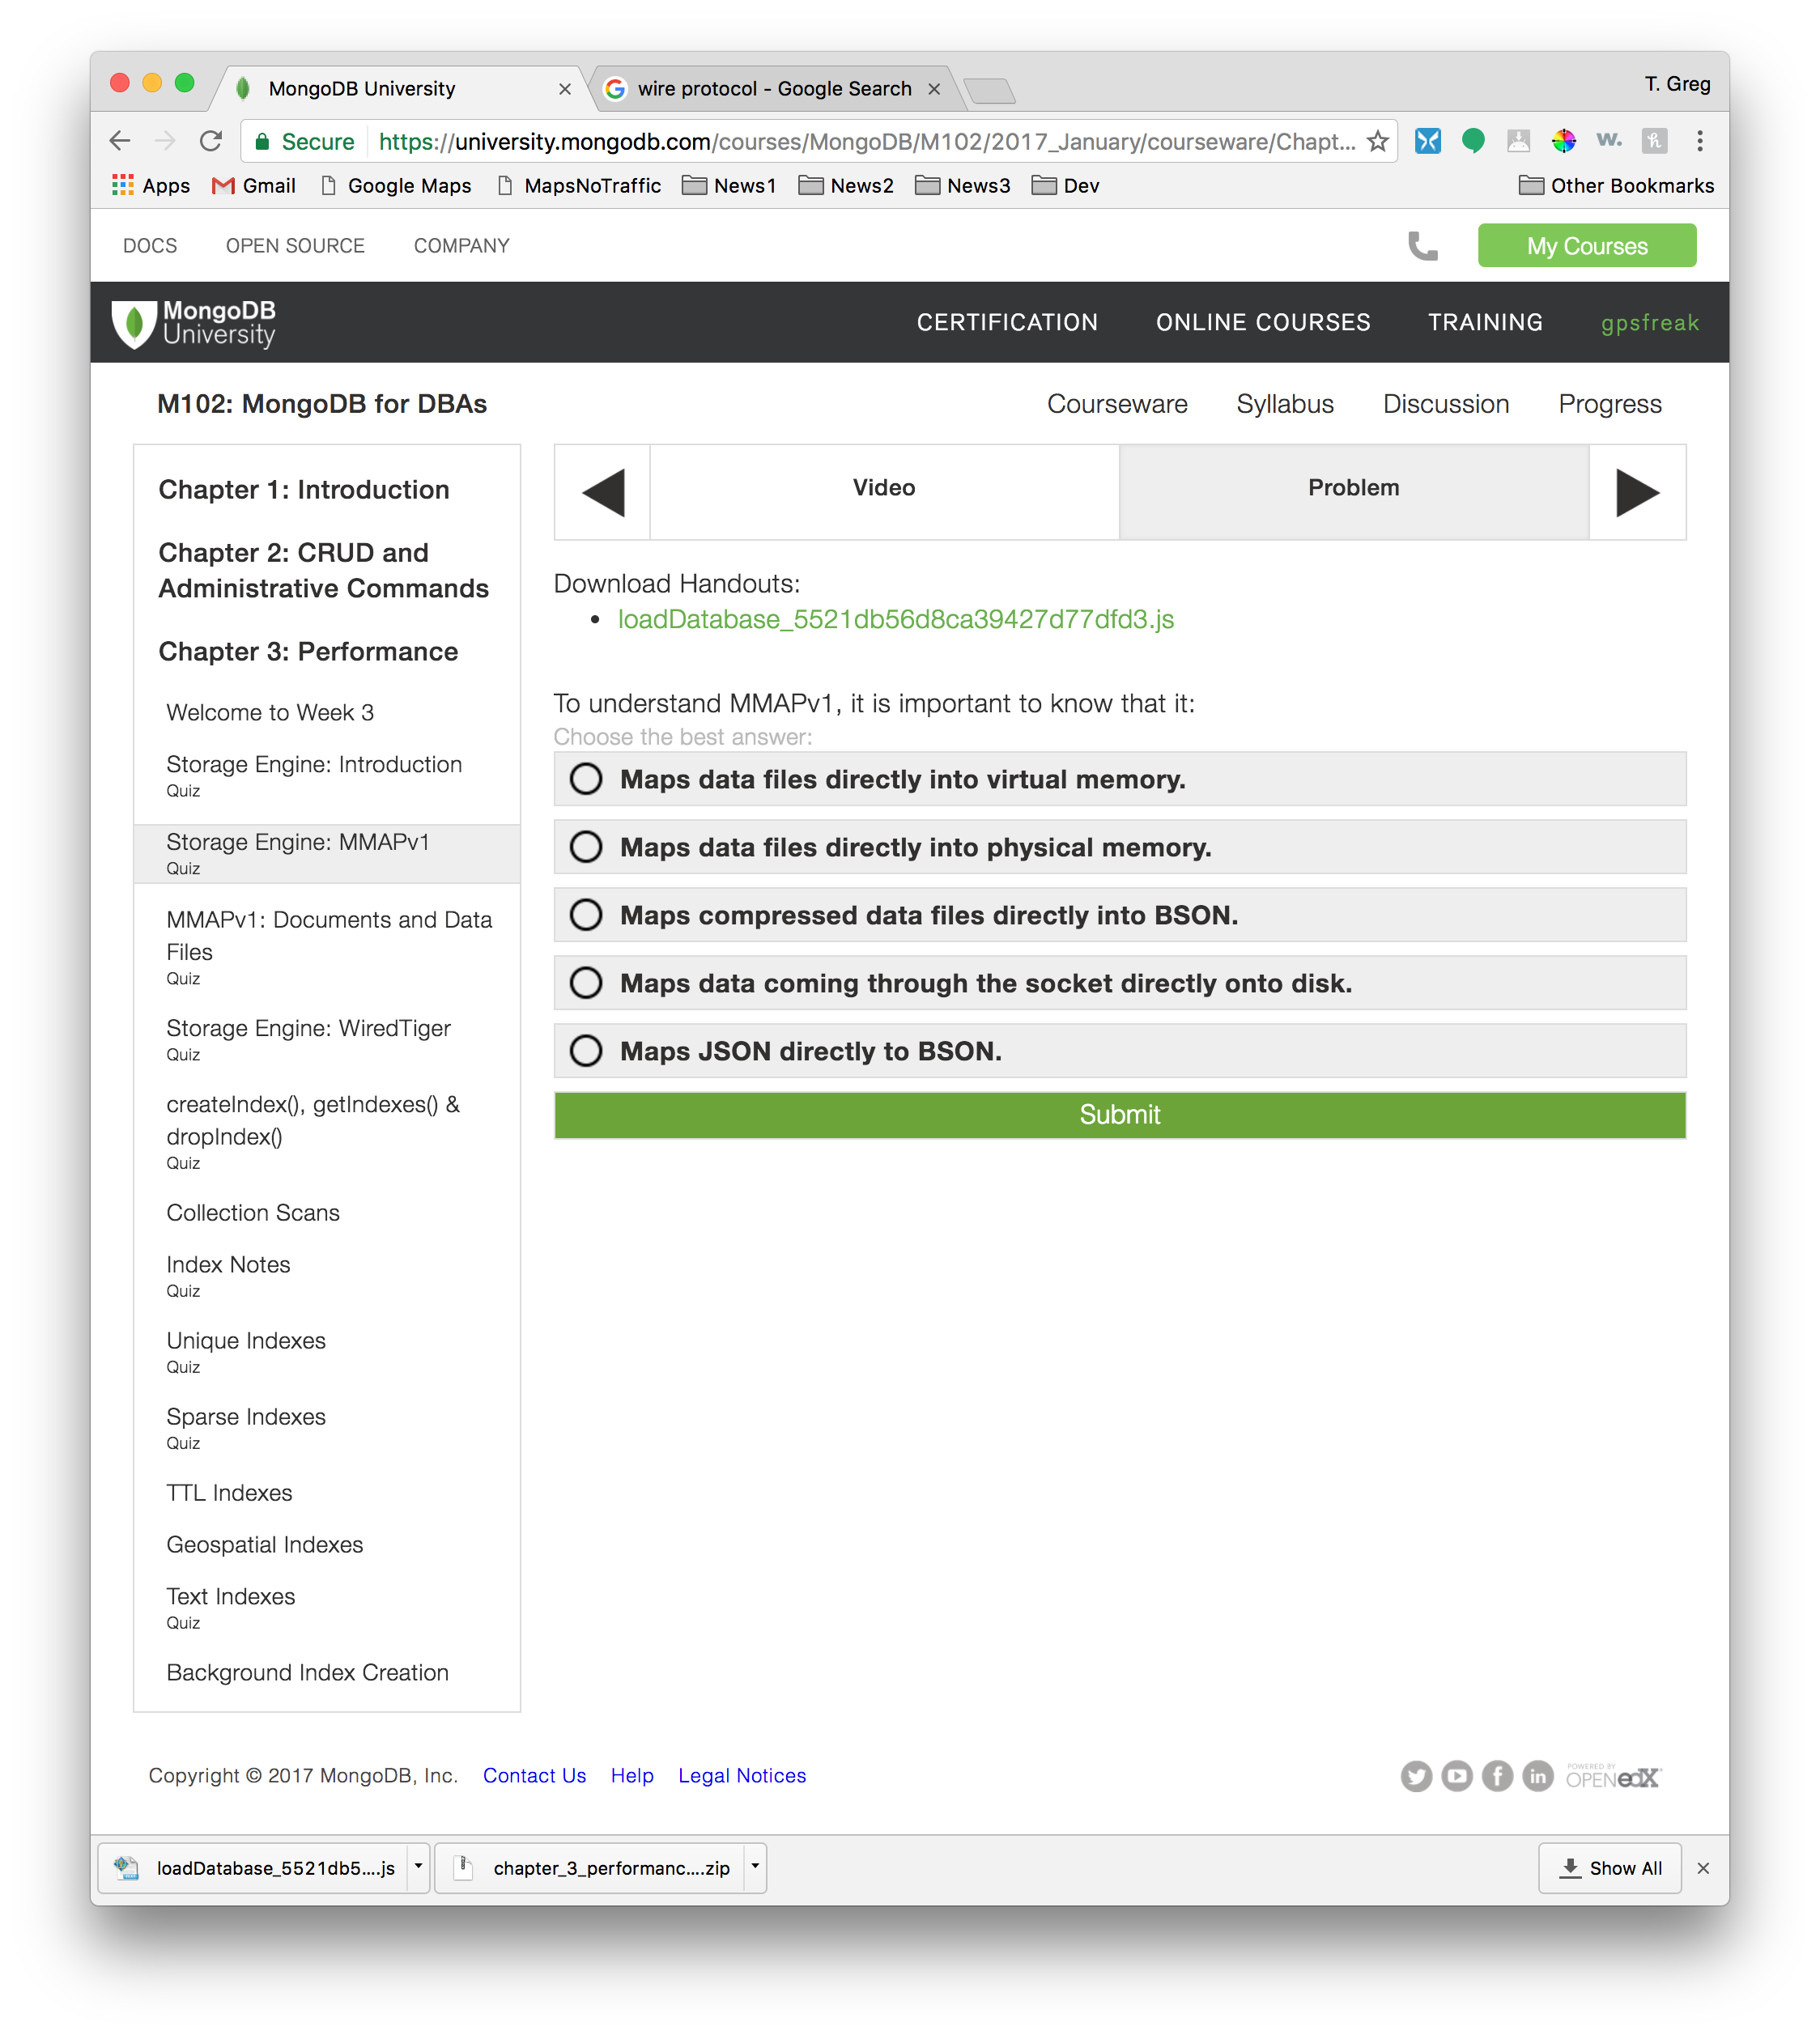 MongoDB University
wire protocol - Google Search
T. Greg
Secure https://university.mongodb.com/courses/MongoDB/M102/2017_January/courseware/Chapt...
Apps Gmail Google Maps MapsNoTraffic News1 News2 News3 Dev Other Bookmarks
DOCS OPEN SOURCE COMPANY My Courses
MongoDB
University
CERTIFICATION ONLINE COURSES TRAINING gpsfreak
M102: MongoDB for DBAs
Courseware Syllabus Discussion Progress
Chapter 1: Introduction
Chapter 2: CRUD and
Administrative Commands
Chapter 3: Performance
Welcome to Week 3
Storage Engine: Introduction
Quiz
Storage Engine: MMAPv1
Quiz
MMAPv1: Documents and Data
Files
Quiz
Storage Engine: WiredTiger
Quiz
createIndex(), getIndexes() &
dropIndex()
Quiz
Collection Scans
Index Notes
Quiz
Unique Indexes
Quiz
Sparse Indexes
Quiz
TTL Indexes
Geospatial Indexes
Text Indexes
Quiz
Background Index Creation
Video
Problem
Download Handouts:
• loadDatabase_5521db56d8ca39427d77dfd3.js
To understand MMAPv1, it is important to know that it:
Choose the best answer:
Maps data files directly into virtual memory.
Maps data files directly into physical memory.
Maps compressed data files directly into BSON.
Maps data coming through the socket directly onto disk.
Maps JSON directly to BSON.
Submit
Copyright © 2017 MongoDB, Inc. Contact Us Help Legal Notices
POWERED BY
OPEN edX
loadDatabase_5521db5....js
chapter_3_performanc....zip
Show All